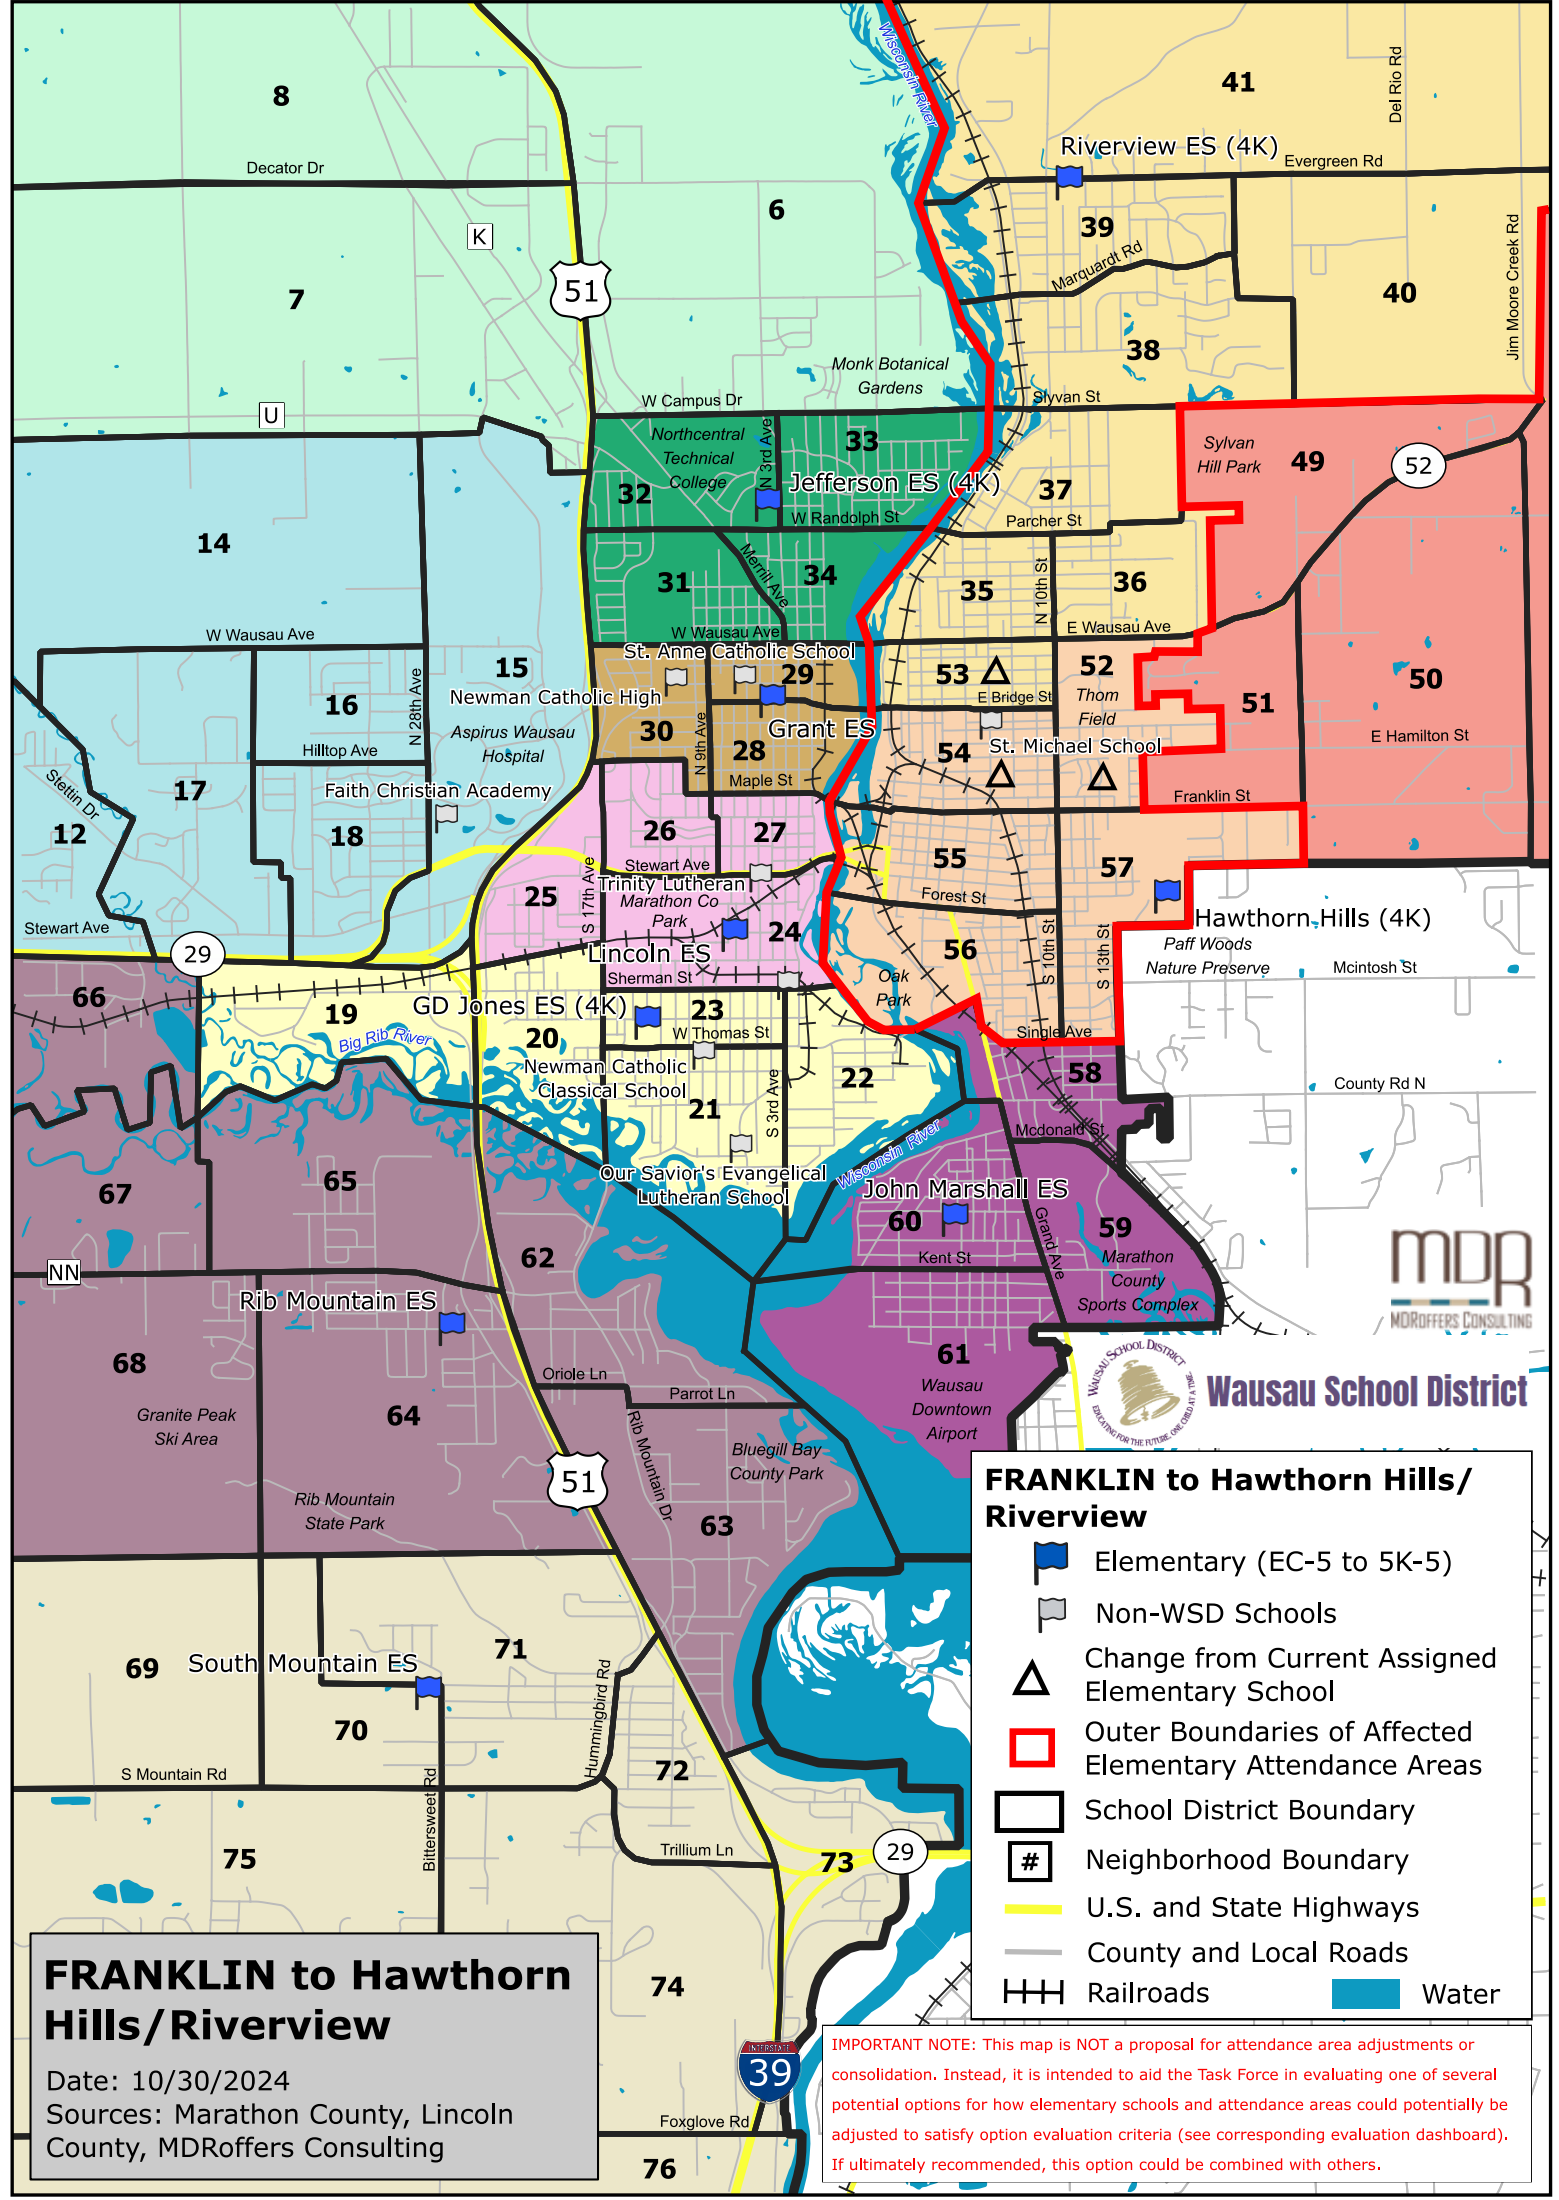 8
41
Del Rio Rd
Wisconsin River
Riverview ES (4K)
Evergreen Rd
Decator Dr
6
K
39
Marquardt Rd
Jim Moore Creek Rd
7
51
40
38
Monk Botanical
Gardens
W Campus Dr
Slyvan St
U
Northcentral
Technical
College
N 3rd Ave
33
Sylvan
Hill Park
49
52
32
Jefferson ES (4K)
37
W Randolph St
Parcher St
14
31
Merrill Ave
34
35
N 10th St
36
W Wausau Ave
W Wausau Ave
E Wausau Ave
St. Anne Catholic School
15
Newman Catholic High
29
53
52
50
16
N 28th Ave
E Bridge St
Thom
Field
51
Aspirus Wausau
Hospital
30
N 9th Ave
28
Grant ES
54
St. Michael School
E Hamilton St
Hilltop Ave
Maple St
Stettin Dr
17
Faith Christian Academy
Franklin St
12
18
26
27
55
57
Stewart Ave
25
S 17th Ave
Trinity Lutheran
Marathon Co
Park
Forest St
24
Hawthorn Hills (4K)
Stewart Ave
29
Lincoln ES
56
S 10th St
S 13th St
Paff Woods
Nature Preserve
Mcintosh St
Sherman St
Oak
Park
66
19
GD Jones ES (4K)
23
W Thomas St
Single Ave
Big Rib River
20
Newman Catholic
Classical School
22
58
County Rd N
21
S 3rd Ave
Mcdonald St
Wisconsin River
67
65
Our Savior's Evangelical
Lutheran School
John Marshall ES
60
Grand Ave
59
Marathon
County
Sports Complex
62
Kent St
NN
Rib Mountain ES
MDR
MDROFFERS CONSULTING
68
61
Wausau
Downtown
Airport
WAUSAU SCHOOL DISTRICT
EDUCATING FOR THE FUTURE, ONE CHILD AT A TIME
Wausau School District
Oriole Ln
Parrot Ln
Granite Peak
Ski Area
64
Rib Mountain Dr
Bluegill Bay
County Park
51
Rib Mountain
State Park
63
FRANKLIN to Hawthorn Hills/
Riverview
Elementary (EC-5 to 5K-5)
Non-WSD Schools
Change from Current Assigned
Elementary School
Outer Boundaries of Affected
Elementary Attendance Areas
School District Boundary
# Neighborhood Boundary
U.S. and State Highways
County and Local Roads
Railroads
Water
69
South Mountain ES
71
70
Hummingbird Rd
S Mountain Rd
72
Bittersweet Rd
75
Trillium Ln
73
29
74
FRANKLIN to Hawthorn
Hills/Riverview
Date: 10/30/2024
Sources: Marathon County, Lincoln
County, MDRoffers Consulting
INTERSTATE
39
Foxglove Rd
76
IMPORTANT NOTE: This map is NOT a proposal for attendance area adjustments or
consolidation. Instead, it is intended to aid the Task Force in evaluating one of several
potential options for how elementary schools and attendance areas could potentially be
adjusted to satisfy option evaluation criteria (see corresponding evaluation dashboard).
If ultimately recommended, this option could be combined with others.